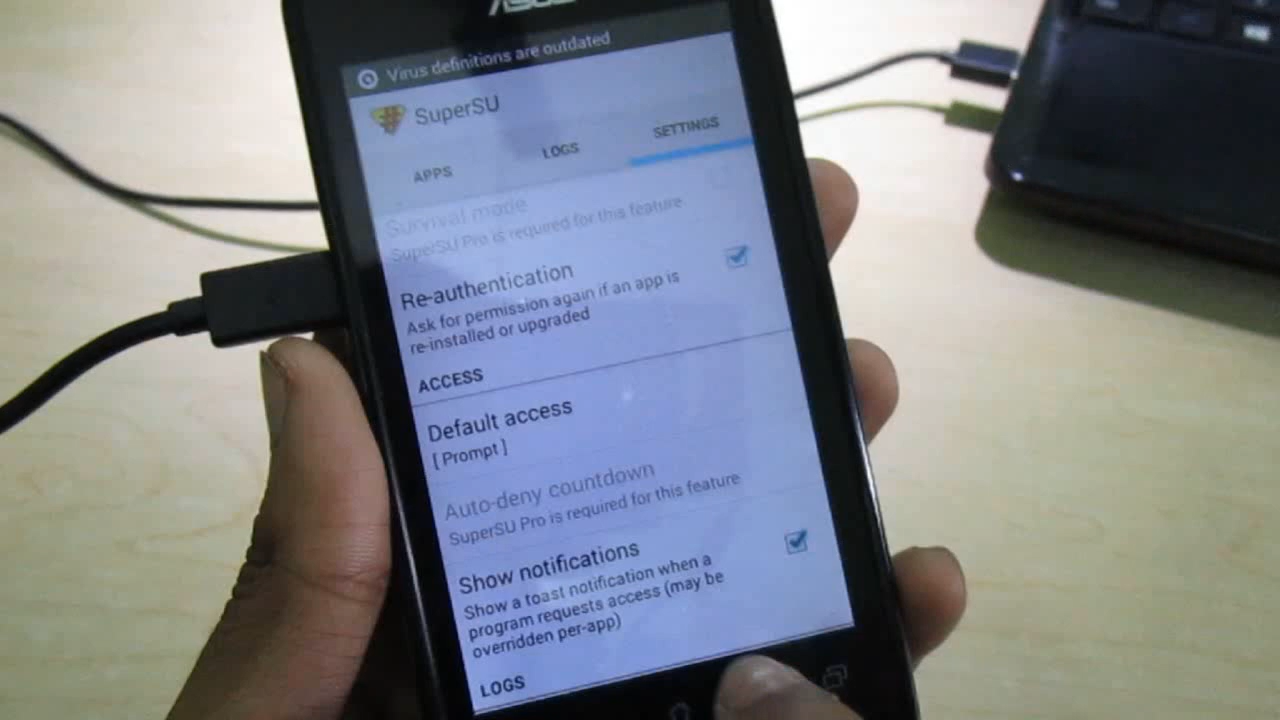 ASUS
Virus definitions are outdated
SuperSU
APPS
LOGS
SETTINGS
Survival mode
SuperSU Pro is required for this feature
Re-authentication
Ask for permission again if an app is
re-installed or upgraded
ACCESS
Default access
[ Prompt ]
Auto-deny countdown
SuperSU Pro is required for this feature
Show notifications
Show a toast notification when a
program requests access (may be
overridden per-app)
LOGS